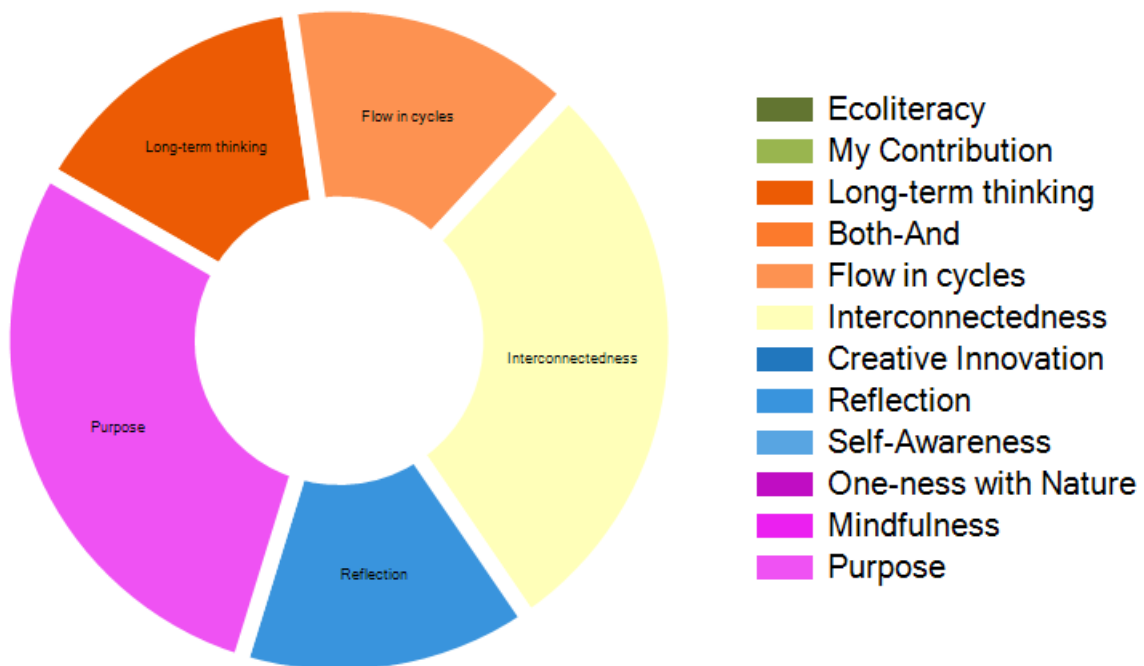 Long-term thinking
Flow in cycles
Interconnectedness
Purpose
Reflection
Ecoliteracy
My Contribution
Long-term thinking
Both-And
Flow in cycles
Interconnectedness
Creative Innovation
Reflection
Self-Awareness
One-ness with Nature
Mindfulness
Purpose